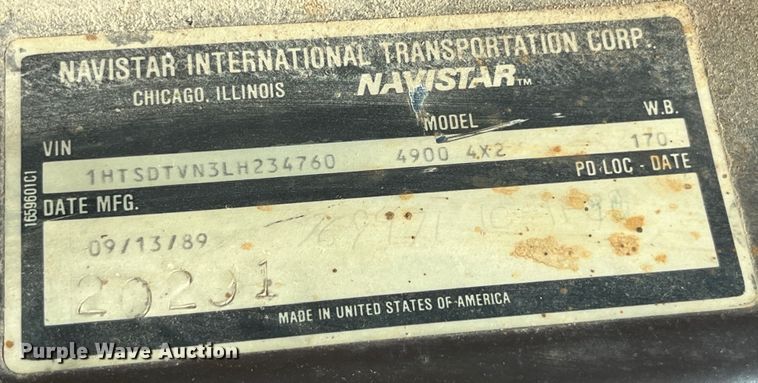 NAVISTAR INTERNATIONAL TRANSPORTATION CORP.
CHICAGO, ILLINOIS NAVISTAR™
VIN MODEL W.B.
1HTSDTVN3LH234760 4900 4X2 170
DATE MFG. PD LOC - DATE
09/13/89
20201
MADE IN UNITED STATES OF AMERICA
1659601C1
Purple Wave Auction